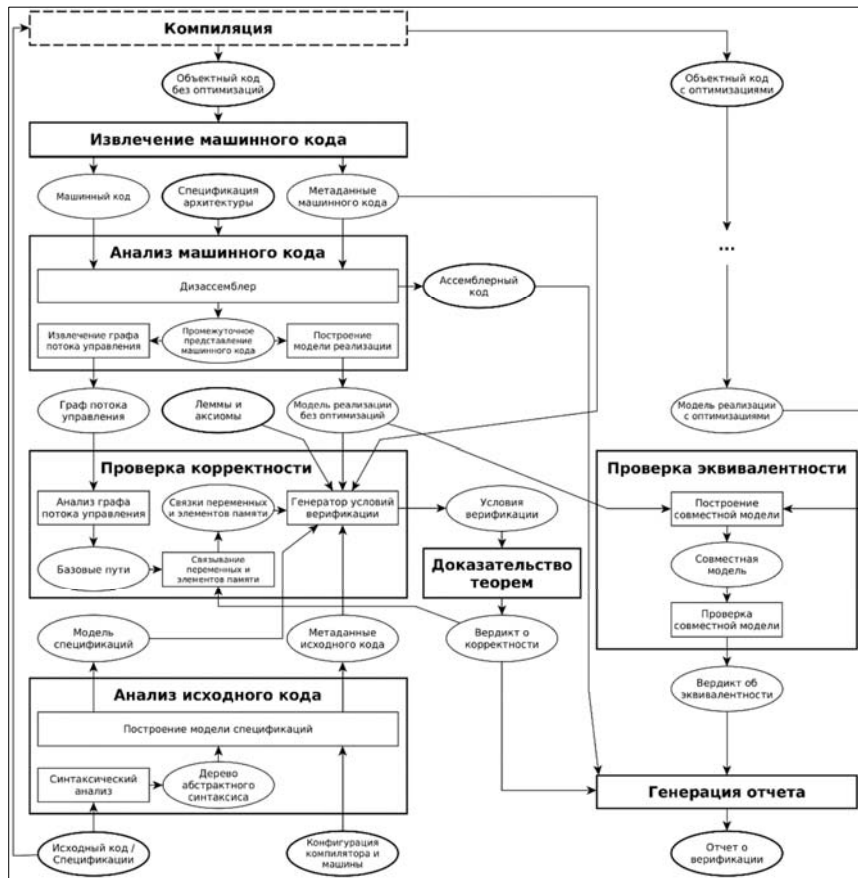 Компиляция
Объектный код
без оптимизаций
Объектный код
с оптимизациями
Извлечение машинного кода
Машинный код
Спецификация
архитектуры
Метаданные
машинного кода
...
Анализ машинного кода
Дизассемблер
Ассемблерный
код
Извлечение графа
потока управления
Промежуточное
представление
машинного кода
Построение
модели реализации
Граф потока
управления
Леммы и
аксиомы
Модель реализации
без оптимизаций
Модель реализации
с оптимизациями
Проверка корректности
Проверка эквивалентности
Анализ графа
потока управления
Связки переменных
и элементов памяти
Генератор условий
верификации
Условия
верификации
Построение
совместной модели
Базовые пути
Связывание
переменных и
элементов памяти
Доказательство
теорем
Совместная
модель
Проверка
совместной модели
Модель
спецификаций
Метаданные
исходного кода
Вердикт о
корректности
Вердикт об
эквивалентности
Анализ исходного кода
Построение модели спецификаций
Синтаксический
анализ
Дерево
абстрактного
синтаксиса
Генерация отчета
Исходный код /
Спецификации
Конфигурация
компилятора и
машины
Отчет о
верификации